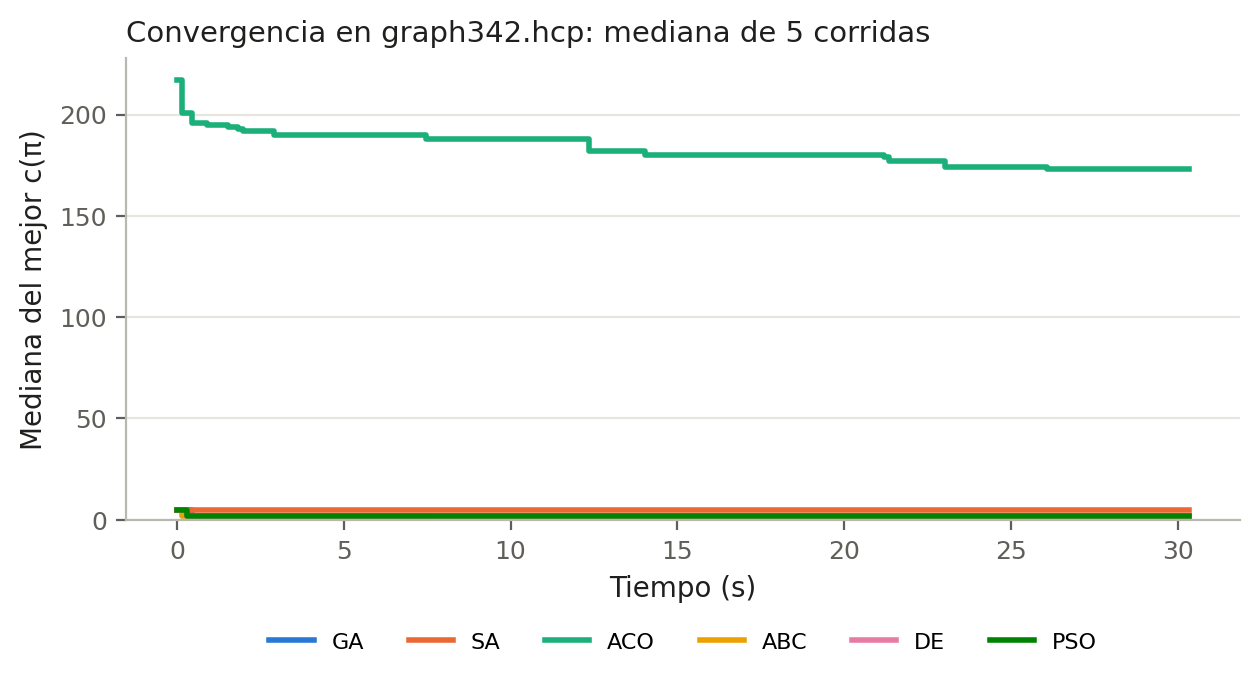 Convergencia en graph342.hcp: mediana de 5 corridas
Mediana del mejor c(π)
200
150
100
50
0
0 5 10 15 20 25 30
Tiempo (s)
GA SA ACO ABC DE PSO